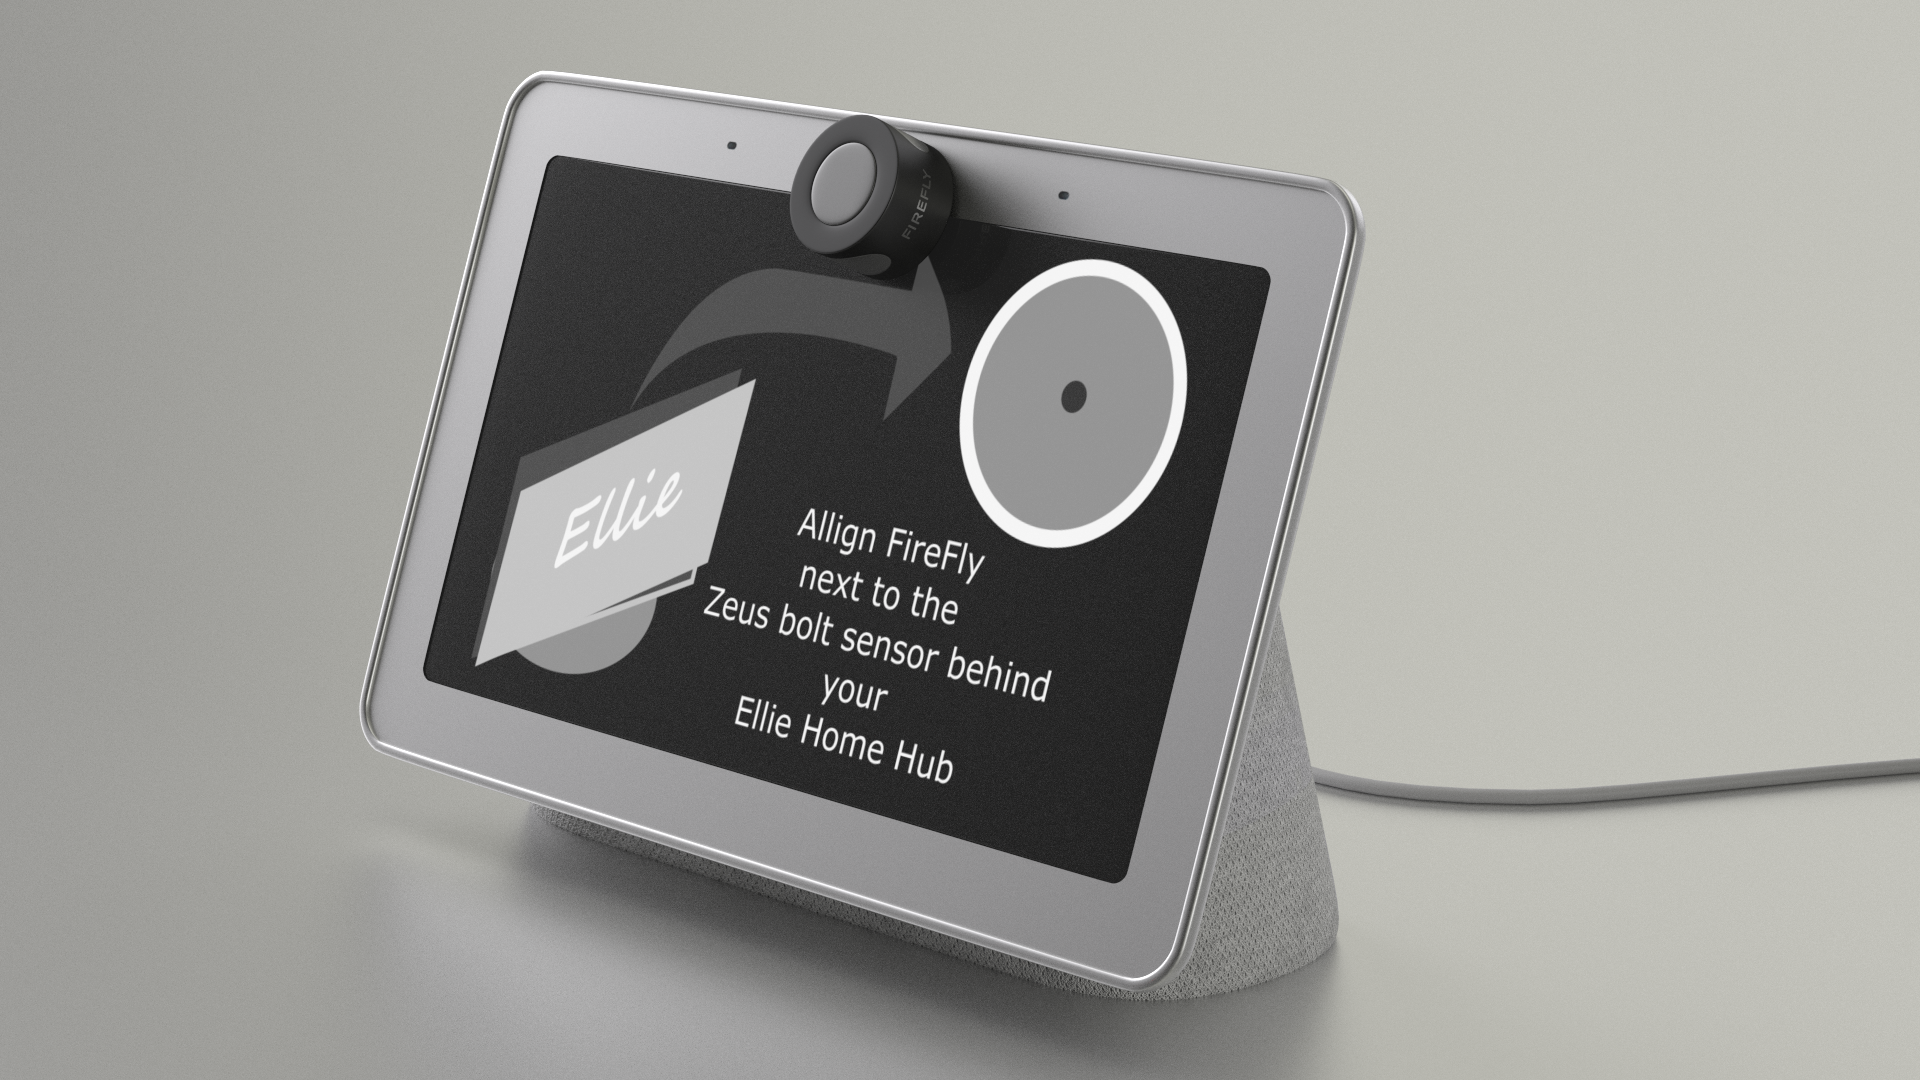 FIREFLY
Ellie
Allign FireFly
next to the
Zeus bolt sensor behind
your
Ellie Home Hub